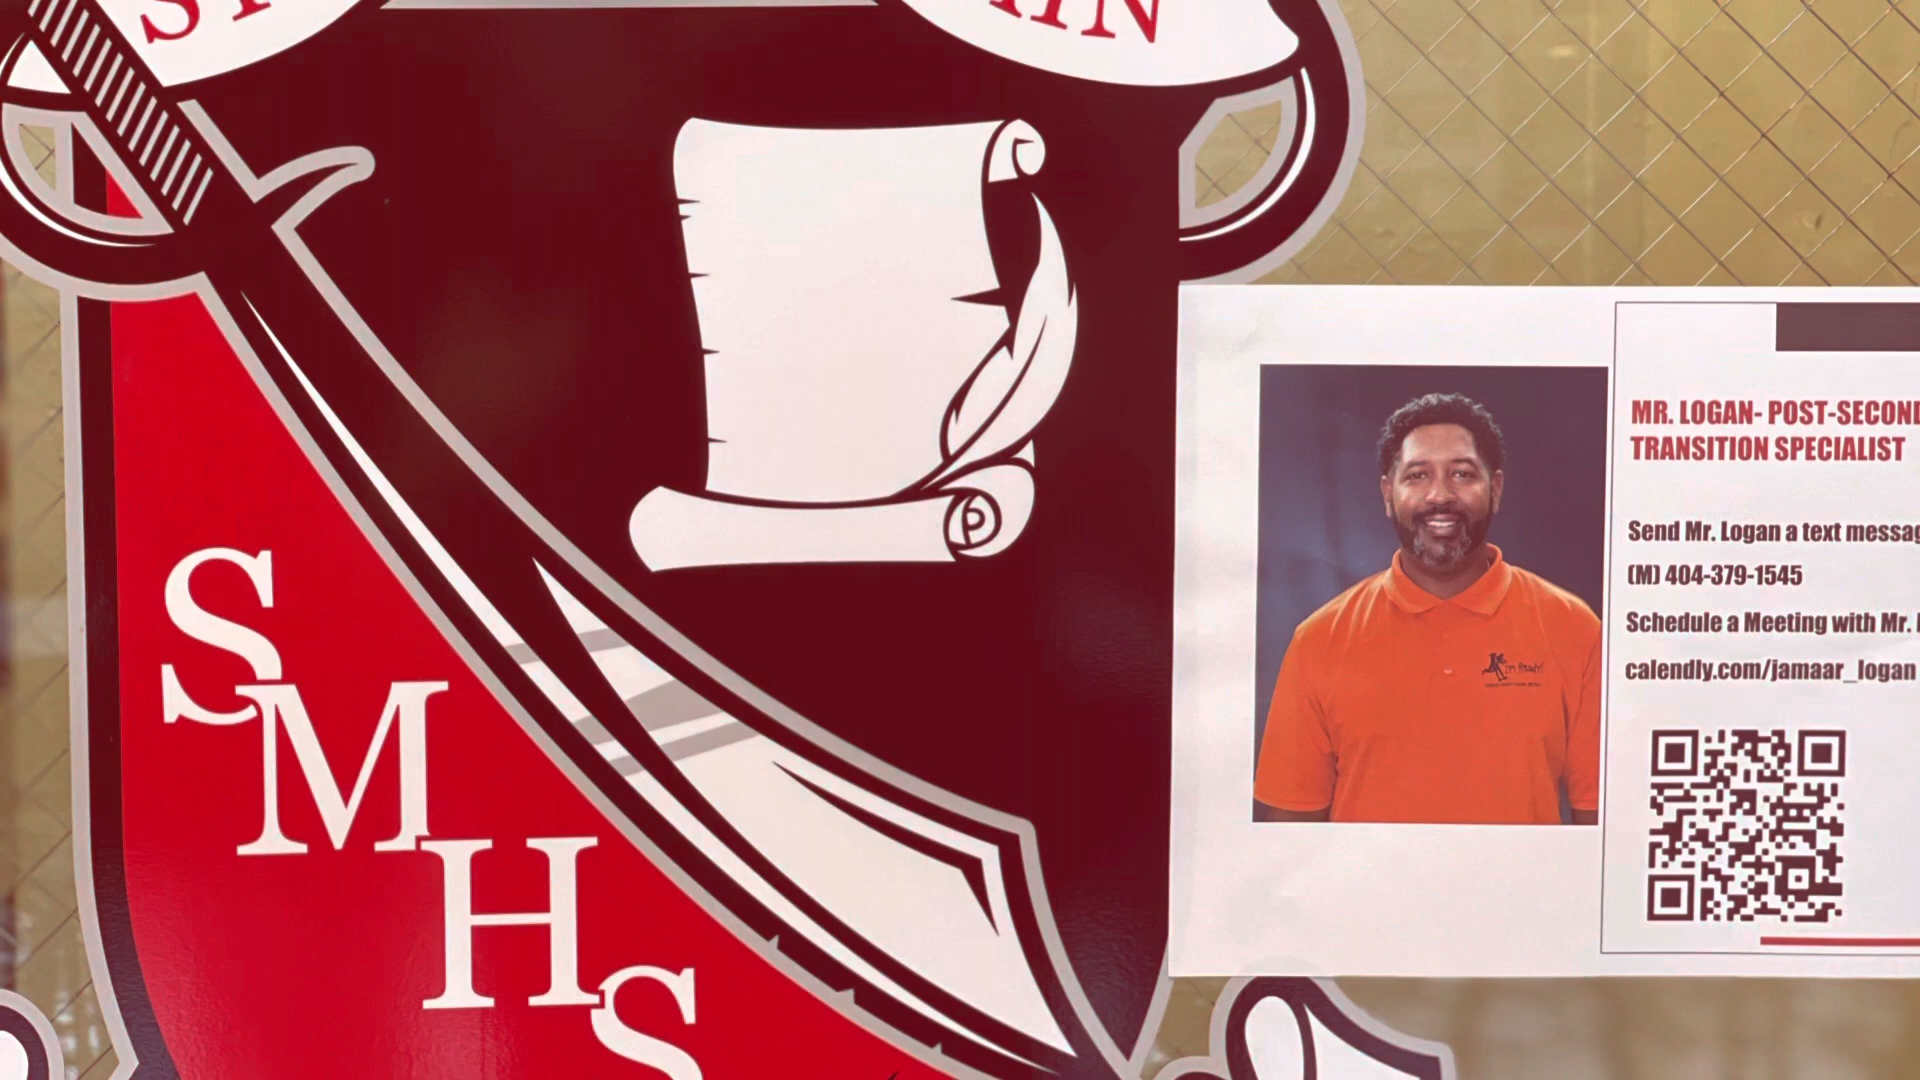 S
M
H
S
MR. LOGAN- POST-SECOND
TRANSITION SPECIALIST
Send Mr. Logan a text messag
(M) 404-379-1545
Schedule a Meeting with Mr.
calendly.com/jamaar_logan
I'm Ready!